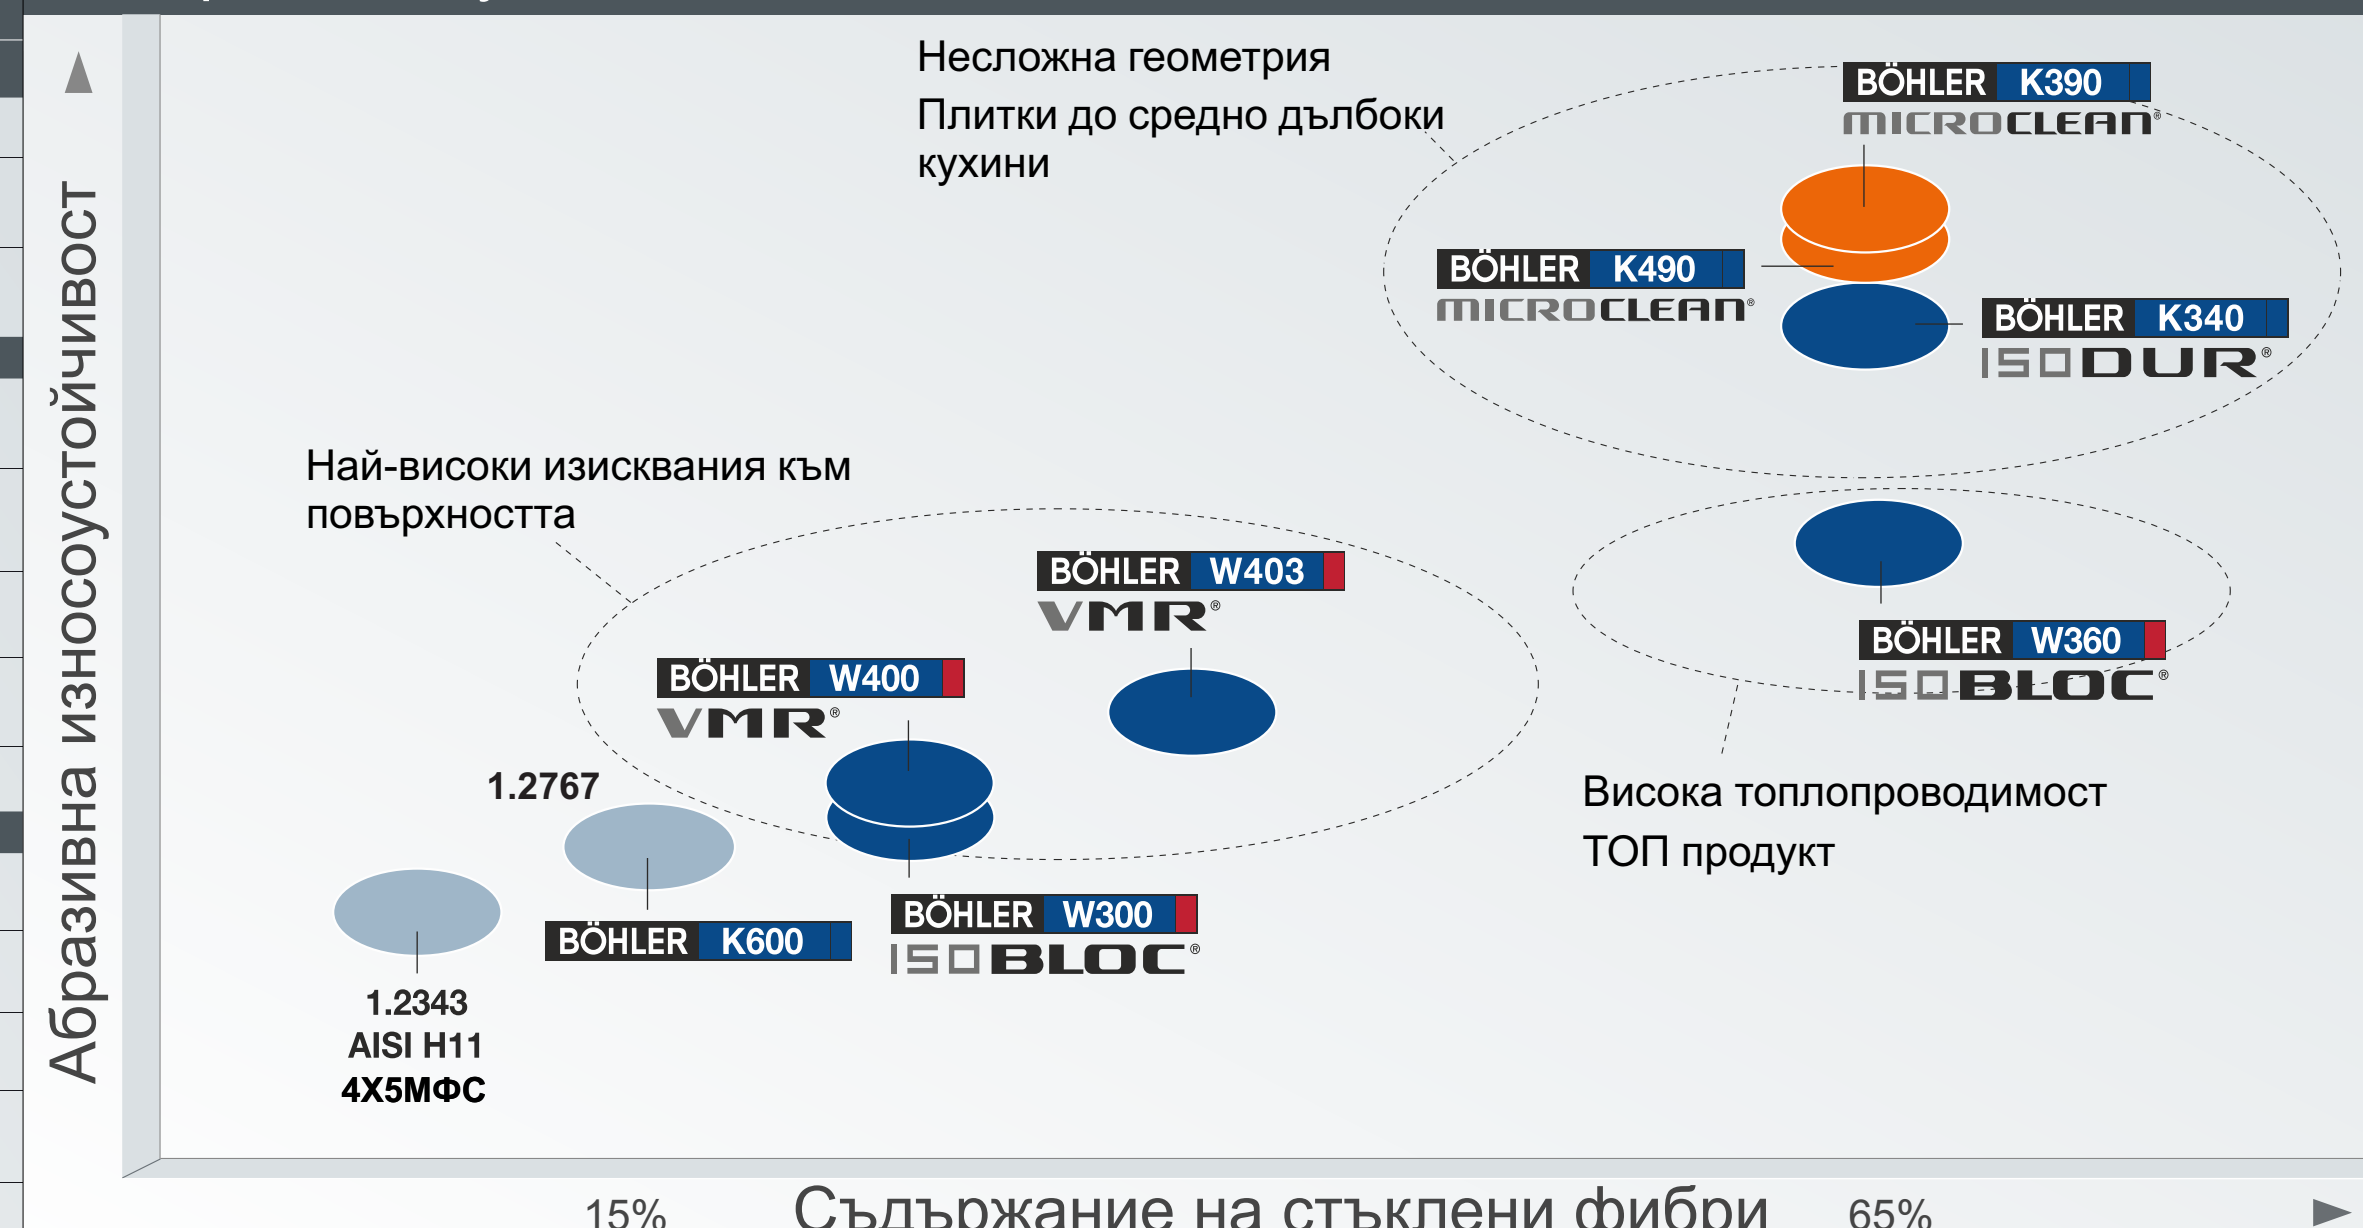 Несложна геометрия
Плитки до средно дълбоки
кухини
BÖHLER K390
MICROCLEAN®
BÖHLER K490
MICROCLEAN®
BÖHLER K340
ISODUR®
Най-високи изисквания към
повърхността
BÖHLER W403
VMR®
BÖHLER W360
ISOBLOC®
BÖHLER W400
VMR®
1.2767
Висока топлопроводимост
ТОП продукт
BÖHLER K600
BÖHLER W300
ISOBLOC®
1.2343
AISI H11
4Х5МФС
Абразивна износоустойчивост
15% Съдържание на стъклени фибри 65%